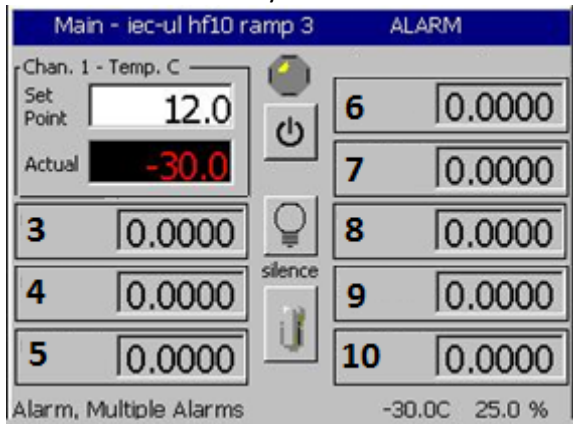 Main - iec-ul hf10 ramp 3 ALARM
Chan. 1 - Temp. C
Set Point 12.0
Actual -30.0
3 0.0000
4 0.0000
5 0.0000
silence
6 0.0000
7 0.0000
8 0.0000
9 0.0000
10 0.0000
Alarm, Multiple Alarms -30.0C 25.0 %